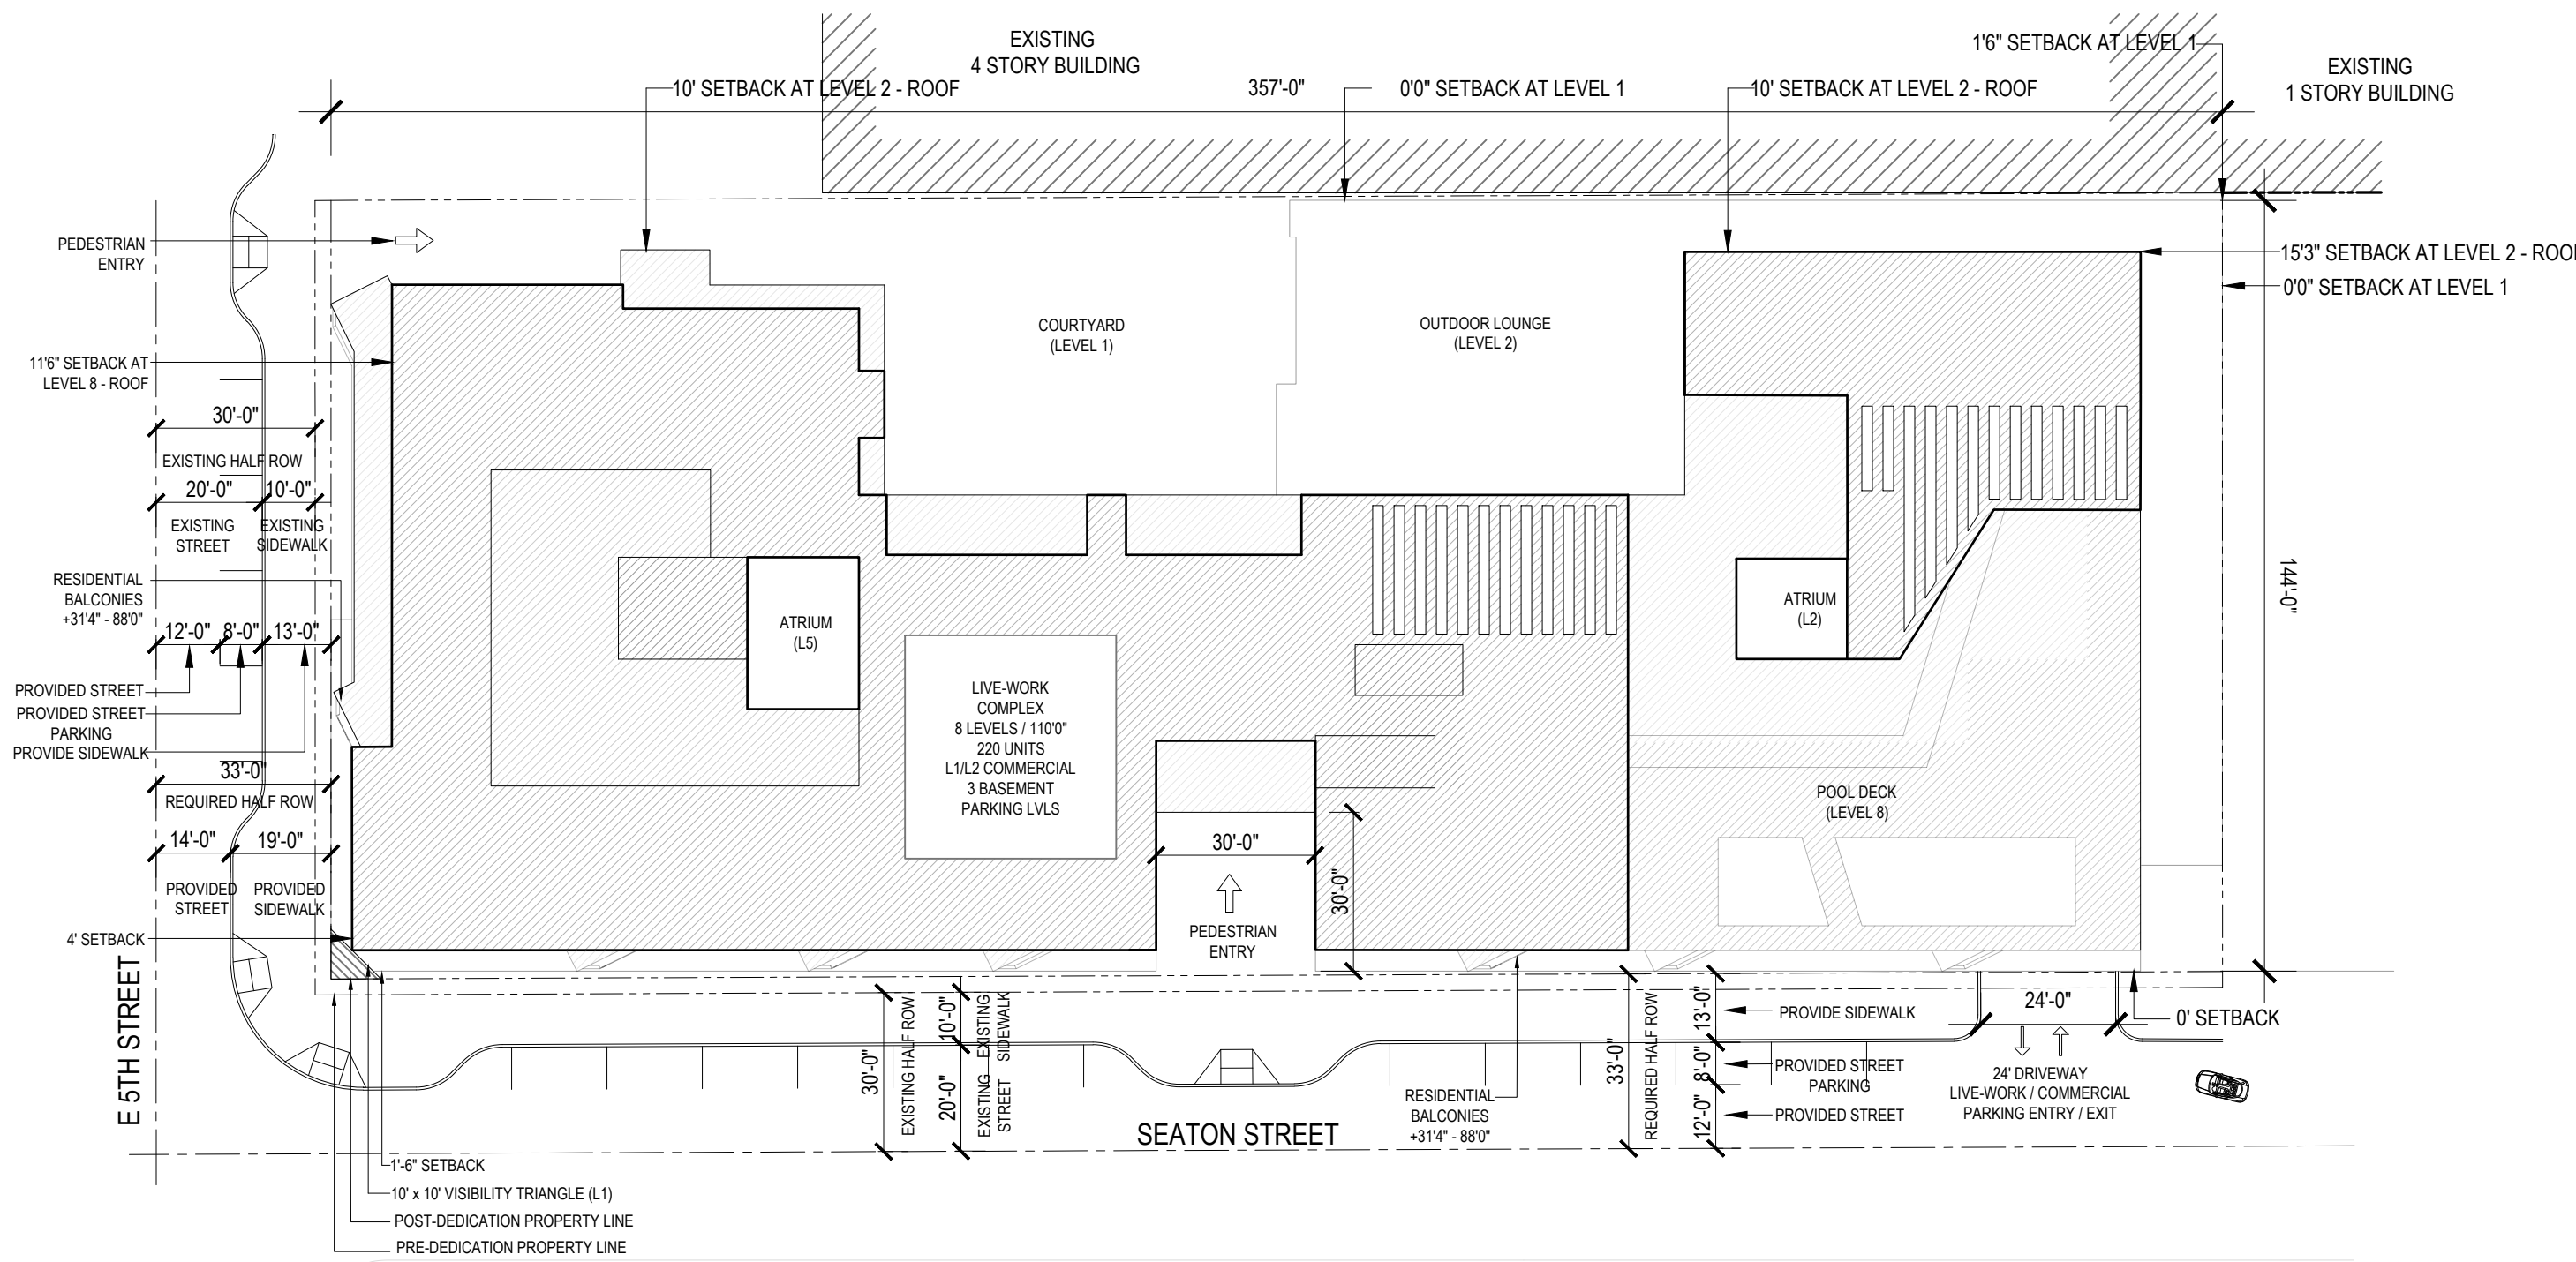 EXISTING
4 STORY BUILDING
1'6" SETBACK AT LEVEL 1
EXISTING
1 STORY BUILDING
10' SETBACK AT LEVEL 2 - ROOF
357'-0"
0'0" SETBACK AT LEVEL 1
10' SETBACK AT LEVEL 2 - ROOF
PEDESTRIAN
ENTRY
15'3" SETBACK AT LEVEL 2 - ROOF
0'0" SETBACK AT LEVEL 1
COURTYARD
(LEVEL 1)
OUTDOOR LOUNGE
(LEVEL 2)
11'6" SETBACK AT
LEVEL 8 - ROOF
30'-0"
EXISTING HALF ROW
20'-0"
10'-0"
EXISTING
STREET
EXISTING
SIDEWALK
RESIDENTIAL
BALCONIES
+31'4" - 88'0"
12'-0"
8'-0"
13'-0"
PROVIDED STREET
PROVIDED STREET
PARKING
PROVIDE SIDEWALK
33'-0"
REQUIRED HALF ROW
14'-0"
19'-0"
PROVIDED
STREET
PROVIDED
SIDEWALK
4' SETBACK
ATRIUM
(L5)
ATRIUM
(L2)
144'-0"
LIVE-WORK
COMPLEX
8 LEVELS / 110'0"
220 UNITS
L1/L2 COMMERCIAL
3 BASEMENT
PARKING LVLS
POOL DECK
(LEVEL 8)
30'-0"
30'-0"
PEDESTRIAN
ENTRY
E 5TH STREET
30'-0"
EXISTING HALF ROW
10'-0"
20'-0"
EXISTING
SIDEWALK
EXISTING
STREET
33'-0"
REQUIRED HALF ROW
13'-0"
8'-0"
12'-0"
PROVIDE SIDEWALK
PROVIDED STREET
PARKING
PROVIDED STREET
24'-0"
0' SETBACK
24' DRIVEWAY
LIVE-WORK / COMMERCIAL
PARKING ENTRY / EXIT
RESIDENTIAL
BALCONIES
+31'4" - 88'0"
SEATON STREET
1'-6" SETBACK
10' x 10' VISIBILITY TRIANGLE (L1)
POST-DEDICATION PROPERTY LINE
PRE-DEDICATION PROPERTY LINE